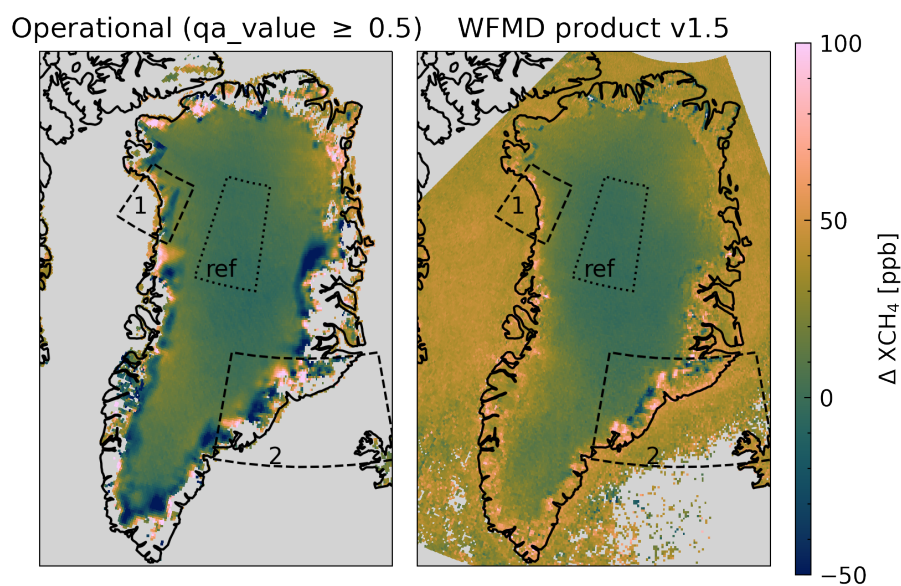 Operational (qa_value ≥ 0.5)
WFMD product v1.5
1
ref
2
1
ref
2
100
50
0
−50
Δ XCH₄ [ppb]